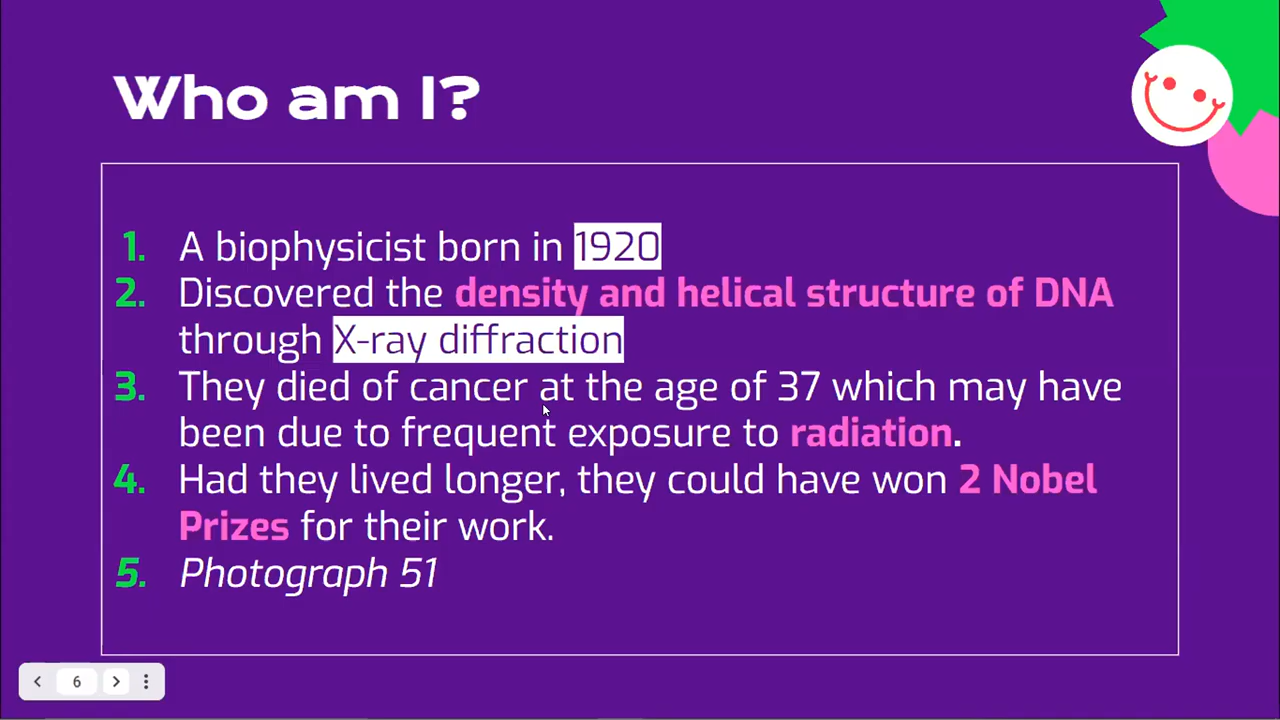 Who am I?
1. A biophysicist born in 1920
2. Discovered the density and helical structure of DNA
through X-ray diffraction
3. They died of cancer at the age of 37 which may have
been due to frequent exposure to radiation.
4. Had they lived longer, they could have won 2 Nobel
Prizes for their work.
5. Photograph 51
6